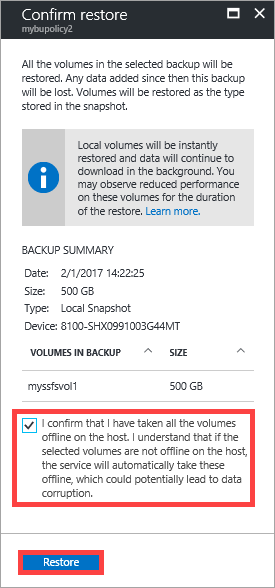 Confirm restore
mybupolicy2
All the volumes in the selected backup will be
restored. Any data added since then this backup
will be lost. Volumes will be restored as the type
stored in the snapshot.
Local volumes will be instantly
restored and data will continue to
download in the background. You
may observe reduced performance
on these volumes for the duration
of the restore. Learn more.
BACKUP SUMMARY
Date: 2/1/2017 14:22:25
Size: 500 GB
Type: Local Snapshot
Device: 8100-SHX0991003G44MT
VOLUMES IN BACKUP SIZE
myssfsvol1 500 GB
I confirm that I have taken all the volumes
offline on the host. I understand that if the
selected volumes are not offline on the host,
the service will automatically take these
offline, which could potentially lead to data
corruption.
Restore